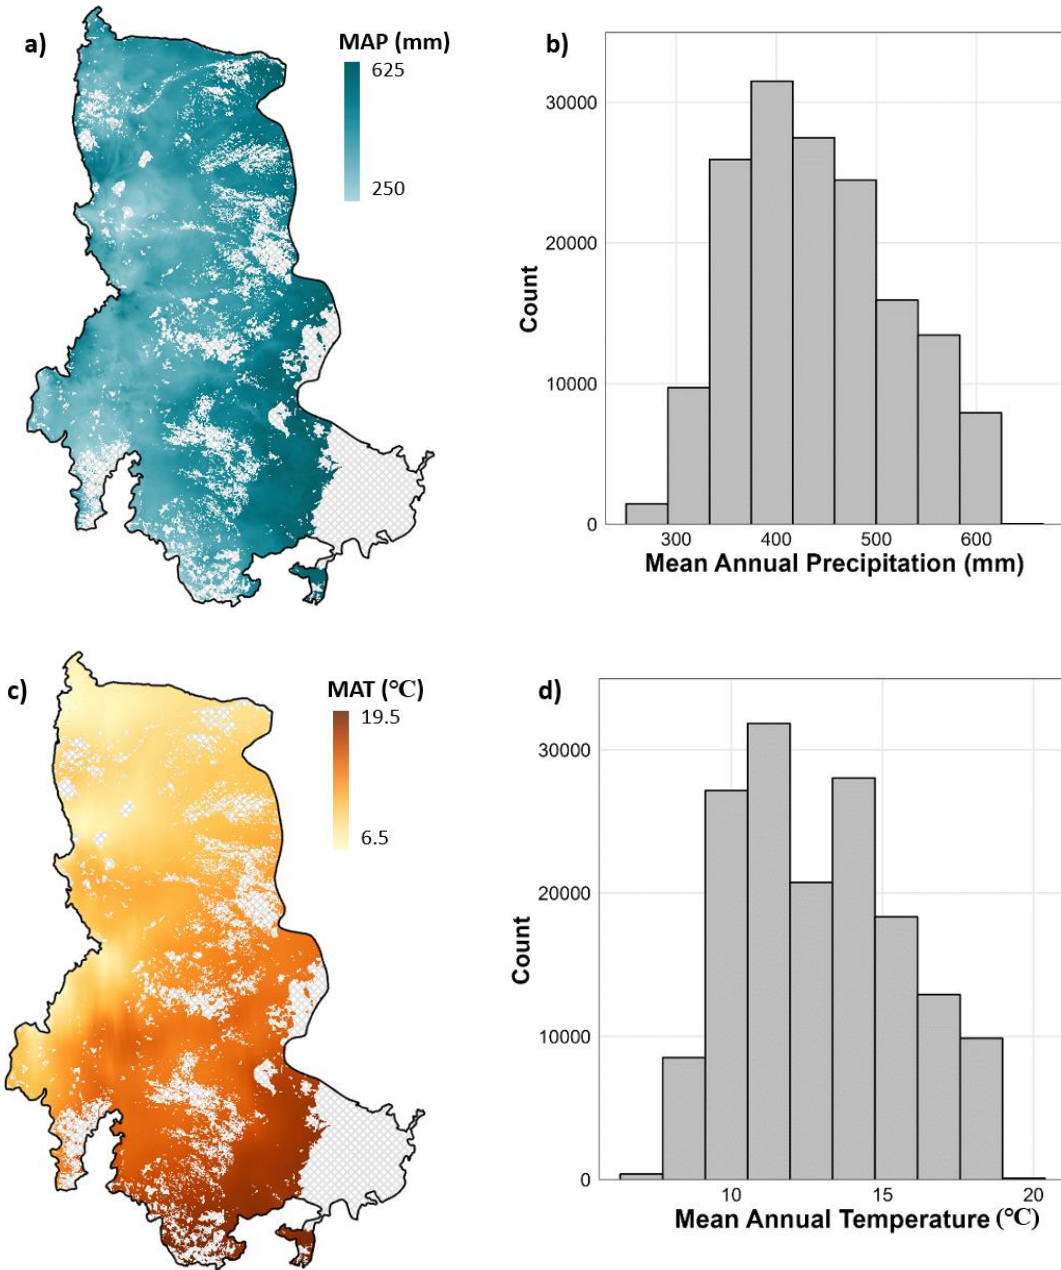 a)
MAP (mm)
625
250
b)
Count
30000
20000
10000
0
300 400 500 600
Mean Annual Precipitation (mm)
c)
MAT (°C)
19.5
6.5
d)
Count
30000
20000
10000
0
10 15 20
Mean Annual Temperature (°C)